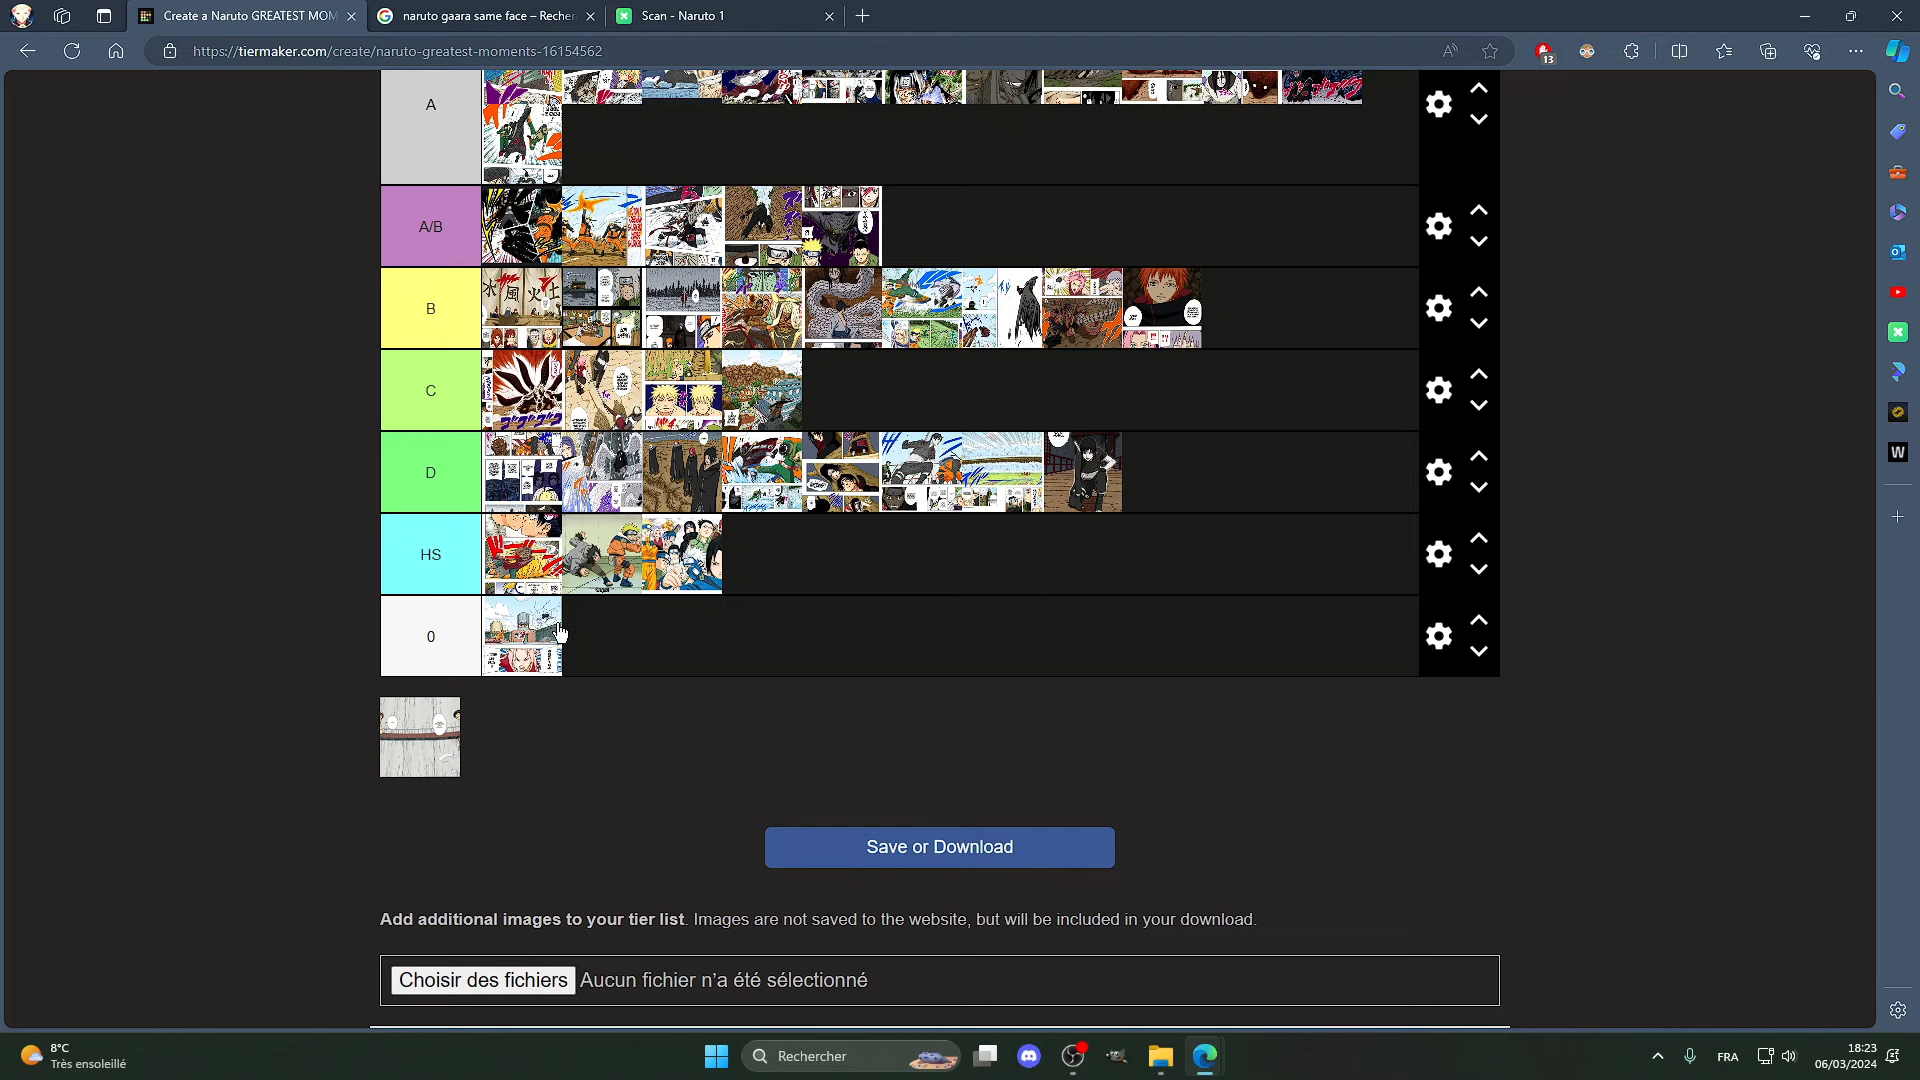 Create a Naruto GREATEST MOM
naruto gaara same face – Recher
Scan - Naruto 1
https://tiermaker.com/create/naruto-greatest-moments-16154562
13
A
A/B
B
C
D
HS
0
Save or Download
Add additional images to your tier list. Images are not saved to the website, but will be included in your download.
Choisir des fichiers Aucun fichier n'a été sélectionné
W
8°C
Très ensoleillé
Rechercher
FRA
18:23
06/03/2024